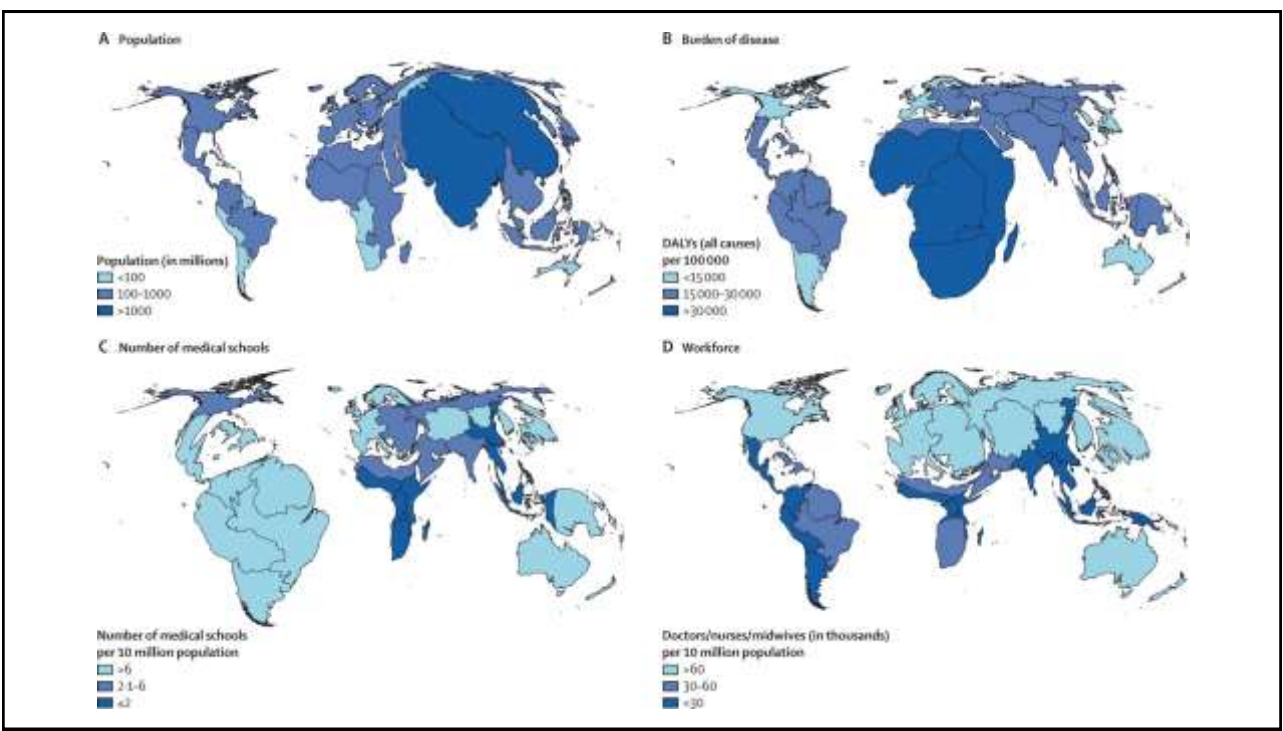 A Population
Population (in millions)
<100
100–1000
>1000
B Burden of disease
DALYs (all causes)
per 100 000
<15 000
15 000–30 000
>30 000
C Number of medical schools
Number of medical schools
per 10 million population
>6
2·1–6
≤2
D Workforce
Doctors/nurses/midwives (in thousands)
per 10 million population
>60
30–60
<30